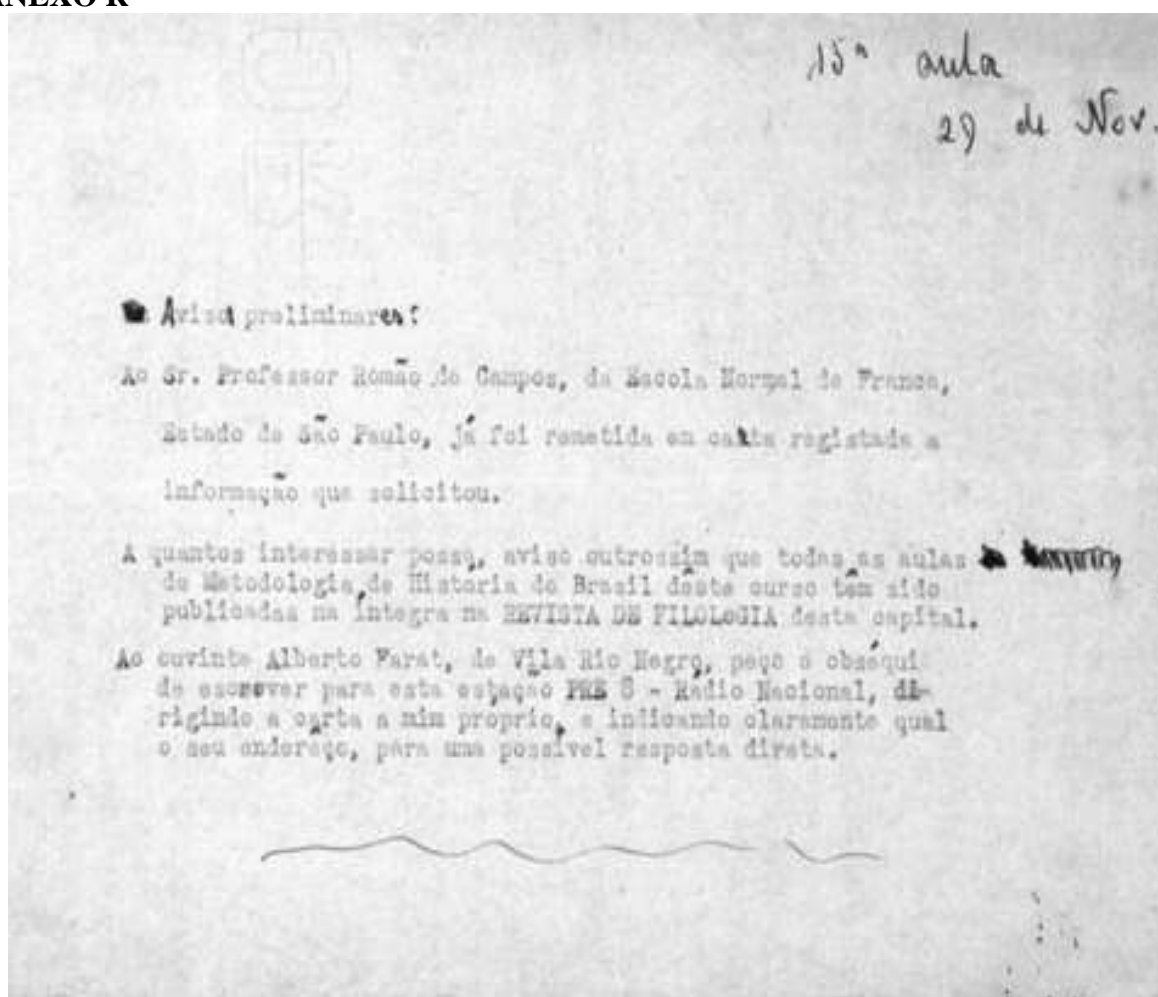 ANEXO R
15ª aula
29 de Nov.
Aviso preliminares:
Ao Sr. Professor Romão de Campos, da Escola Normal de Franca,
Estado de São Paulo, já foi remetida em carta registada a
informação que solicitou.
A quantos interessar possa, aviso outrossim que todas as aulas
de Metodologia de Historia do Brasil deste curso têm sido
publicadas na integra na REVISTA DE FILOLOGIA desta capital.
Ao ouvinte Alberto Farat, de Vila Rio Negro, peço o obséqui
de escrever para esta estação PRE 8 - Radio Nacional, di-
rigindo a carta a mim proprio, e indicando claramente qual
o seu endereço, para uma possível resposta direta.